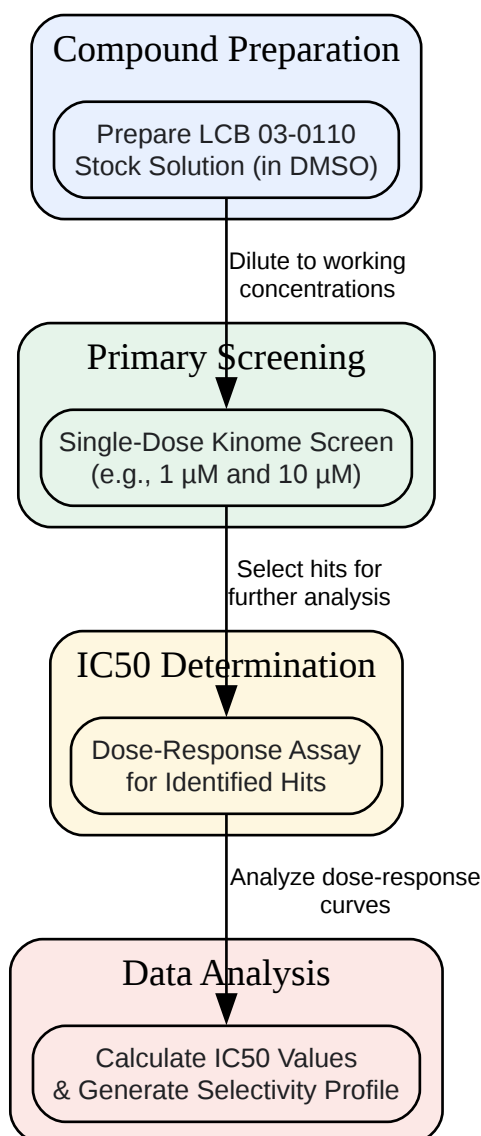 Compound Preparation
Prepare LCB 03-0110
Stock Solution (in DMSO)
Dilute to working
concentrations
Primary Screening
Single-Dose Kinome Screen
(e.g., 1 µM and 10 µM)
Select hits for
further analysis
IC50 Determination
Dose-Response Assay
for Identified Hits
Analyze dose-response
curves
Data Analysis
Calculate IC50 Values
& Generate Selectivity Profile